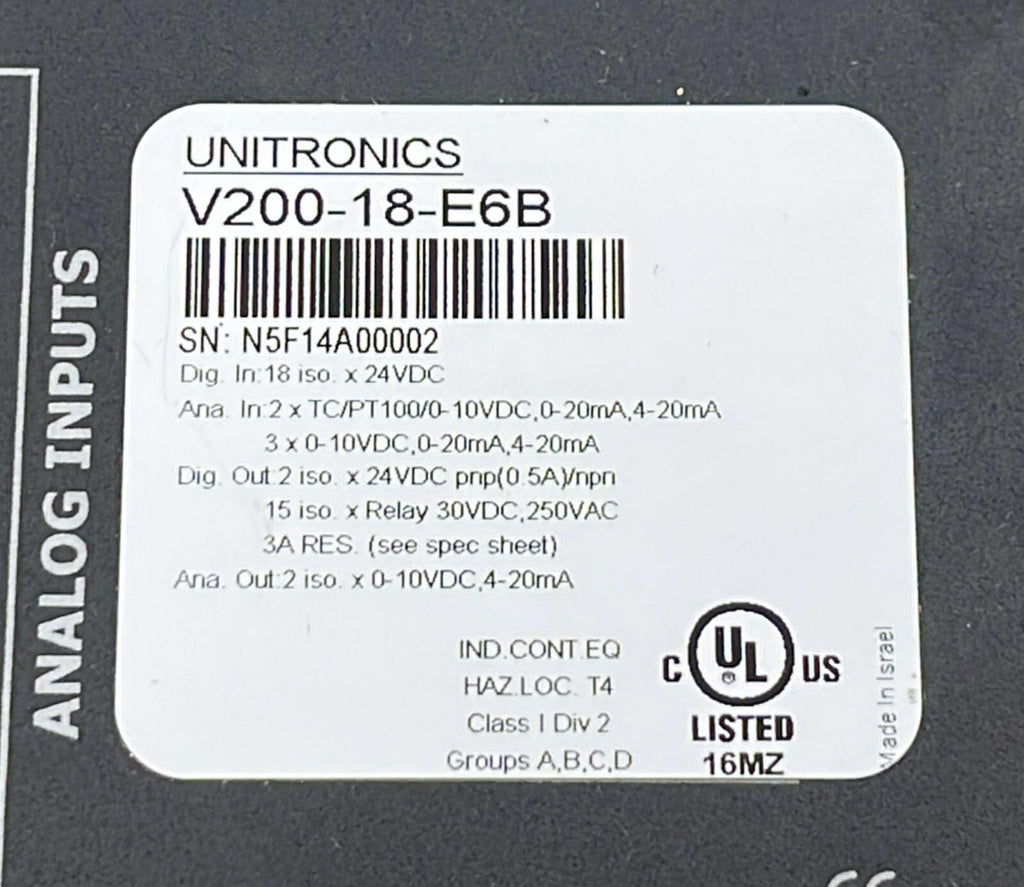 UNITRONICS
V200-18-E6B
SN: N5F14A00002
Dig. In:18 iso. x 24VDC
Ana. In:2 x TC/PT100/0-10VDC,0-20mA,4-20mA
3 x 0-10VDC,0-20mA,4-20mA
Dig. Out:2 iso. x 24VDC pnp(0.5A)/npn
15 iso. x Relay 30VDC,250VAC
3A RES. (see spec sheet)
Ana. Out:2 iso. x 0-10VDC,4-20mA
IND.CONT.EQ
HAZ.LOC. T4
Class I Div 2
Groups A,B,C,D
C UL ® US
LISTED
16MZ
Made In Israel
ANALOG INPUTS